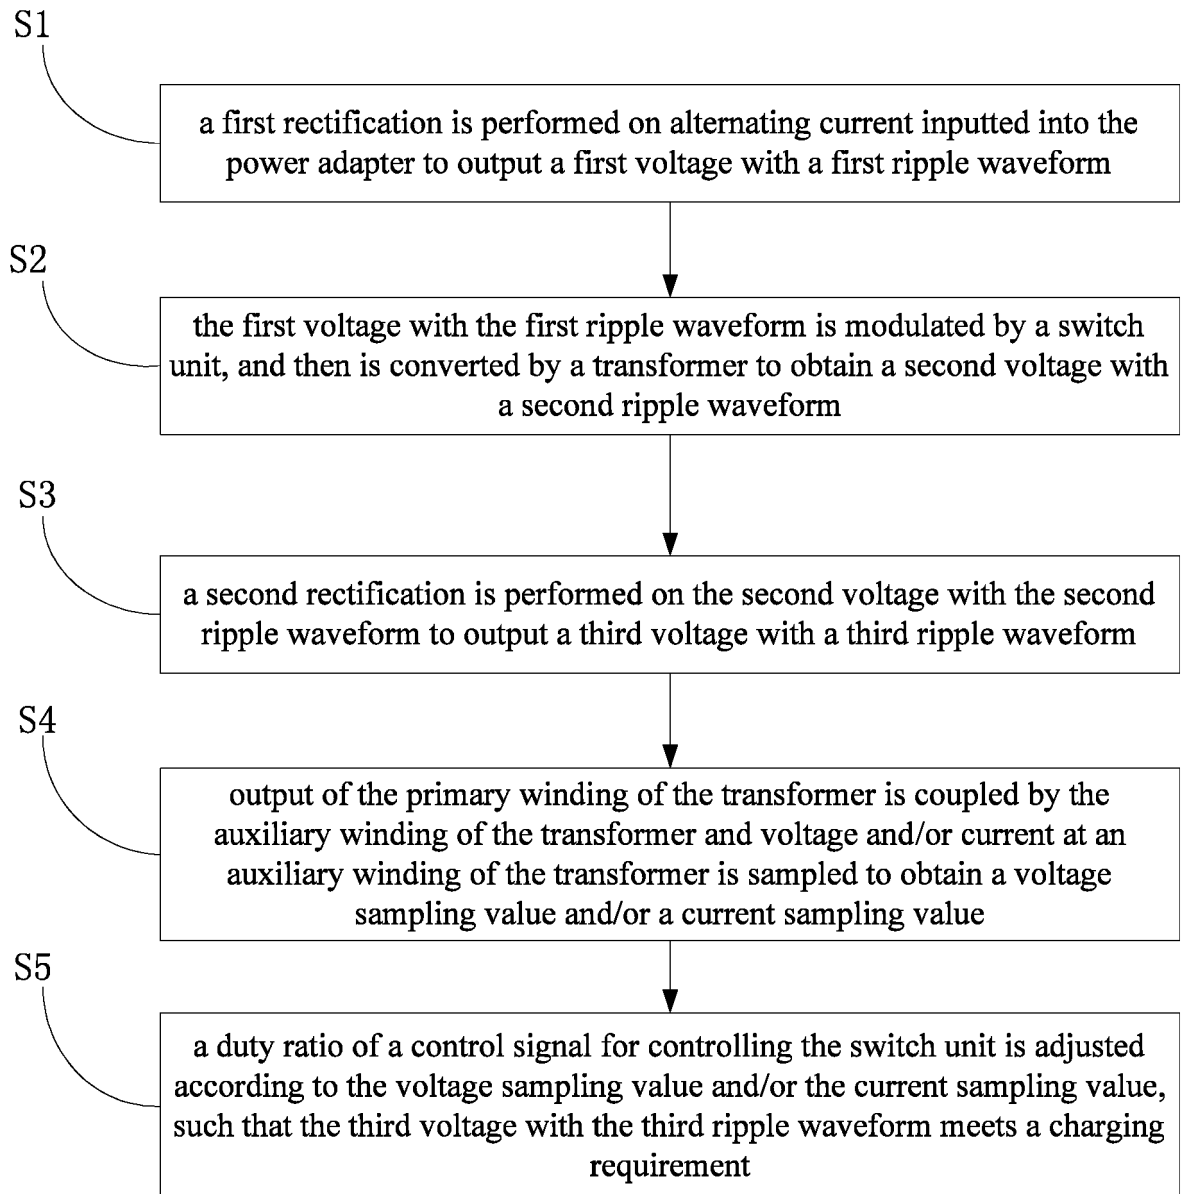 S1
a first rectification is performed on alternating current inputted into the
power adapter to output a first voltage with a first ripple waveform
S2
the first voltage with the first ripple waveform is modulated by a switch
unit, and then is converted by a transformer to obtain a second voltage with
a second ripple waveform
S3
a second rectification is performed on the second voltage with the second
ripple waveform to output a third voltage with a third ripple waveform
S4
output of the primary winding of the transformer is coupled by the
auxiliary winding of the transformer and voltage and/or current at an
auxiliary winding of the transformer is sampled to obtain a voltage
sampling value and/or a current sampling value
S5
a duty ratio of a control signal for controlling the switch unit is adjusted
according to the voltage sampling value and/or the current sampling value,
such that the third voltage with the third ripple waveform meets a charging
requirement